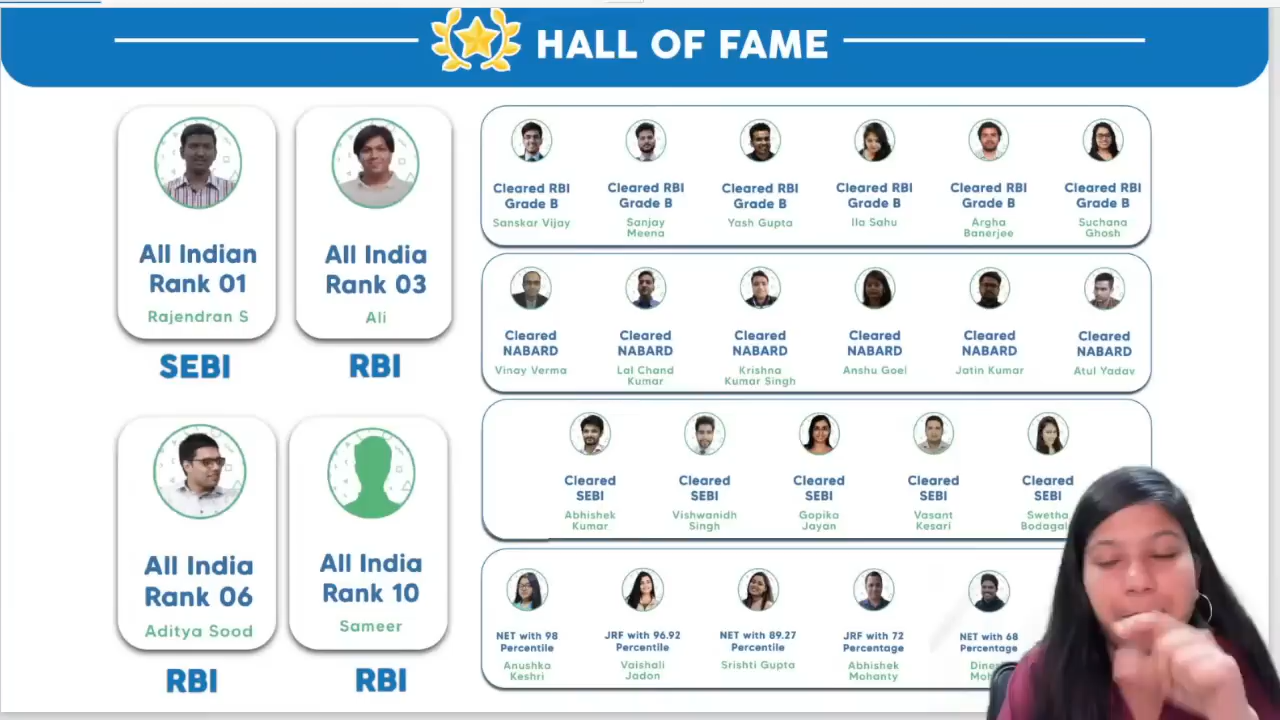 HALL OF FAME
All Indian
Rank 01
Rajendran S
SEBI
All India
Rank 03
Ali
RBI
All India
Rank 06
Aditya Sood
RBI
All India
Rank 10
Sameer
RBI
Cleared RBI
Grade B
Sanskar Vijay
Cleared RBI
Grade B
Sanjay
Meena
Cleared RBI
Grade B
Yash Gupta
Cleared RBI
Grade B
Ila Sahu
Cleared RBI
Grade B
Argha
Banerjee
Cleared RBI
Grade B
Suchana
Ghosh
Cleared
NABARD
Vinay Verma
Cleared
NABARD
Lal Chand
Kumar
Cleared
NABARD
Krishna
Kumar Singh
Cleared
NABARD
Anshu Goel
Cleared
NABARD
Jatin Kumar
Cleared
NABARD
Atul Yadav
Cleared
SEBI
Abhishek
Kumar
Cleared
SEBI
Vishwanidh
Singh
Cleared
SEBI
Gopika
Jayan
Cleared
SEBI
Vasant
Kesari
Cleared
SEBI
Swetha
NET with 98
Percentile
Anushka
Keshri
JRF with 96.92
Percentile
Vaishali
Jadon
NET with 89.27
Percentile
Srishti Gupta
JRF with 72
Percentage
Abhishek
Mohanty
NET with 68
Percentage